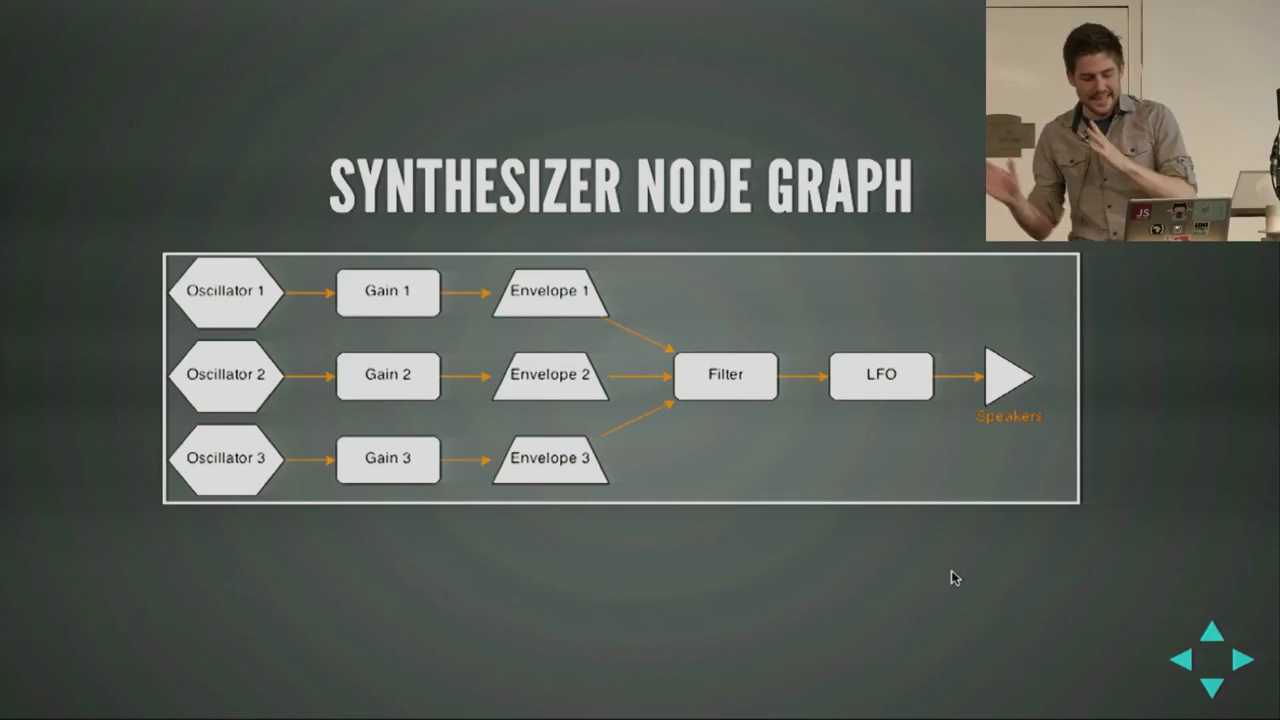 SYNTHESIZER NODE GRAPH
Oscillator 1
Gain 1
Envelope 1
Oscillator 2
Gain 2
Envelope 2
Filter
LFO
Speakers
Oscillator 3
Gain 3
Envelope 3
JS